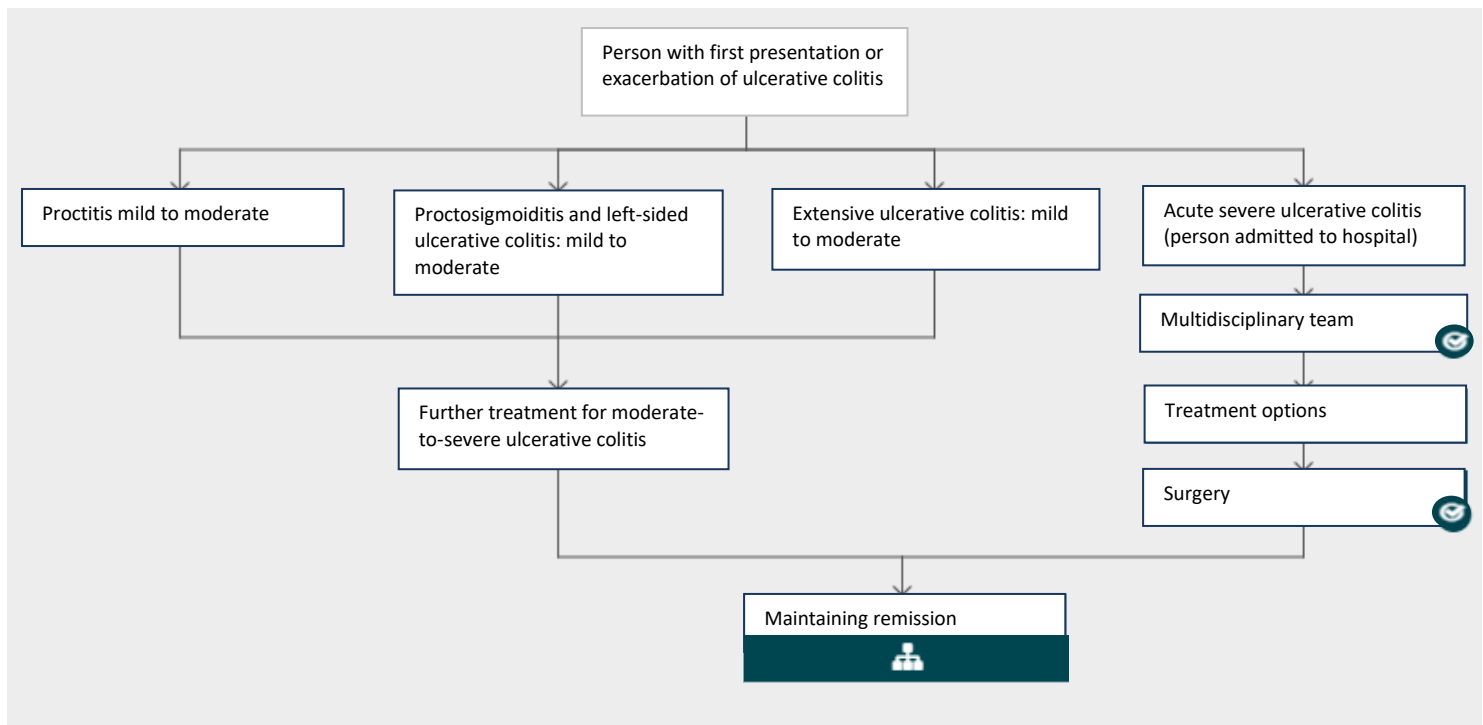 Person with first presentation or
exacerbation of ulcerative colitis
Proctitis mild to moderate
Proctosigmoiditis and left-sided
ulcerative colitis: mild to
moderate
Extensive ulcerative colitis: mild
to moderate
Acute severe ulcerative colitis
(person admitted to hospital)
Multidisciplinary team
Further treatment for moderate-
to-severe ulcerative colitis
Treatment options
Surgery
Maintaining remission